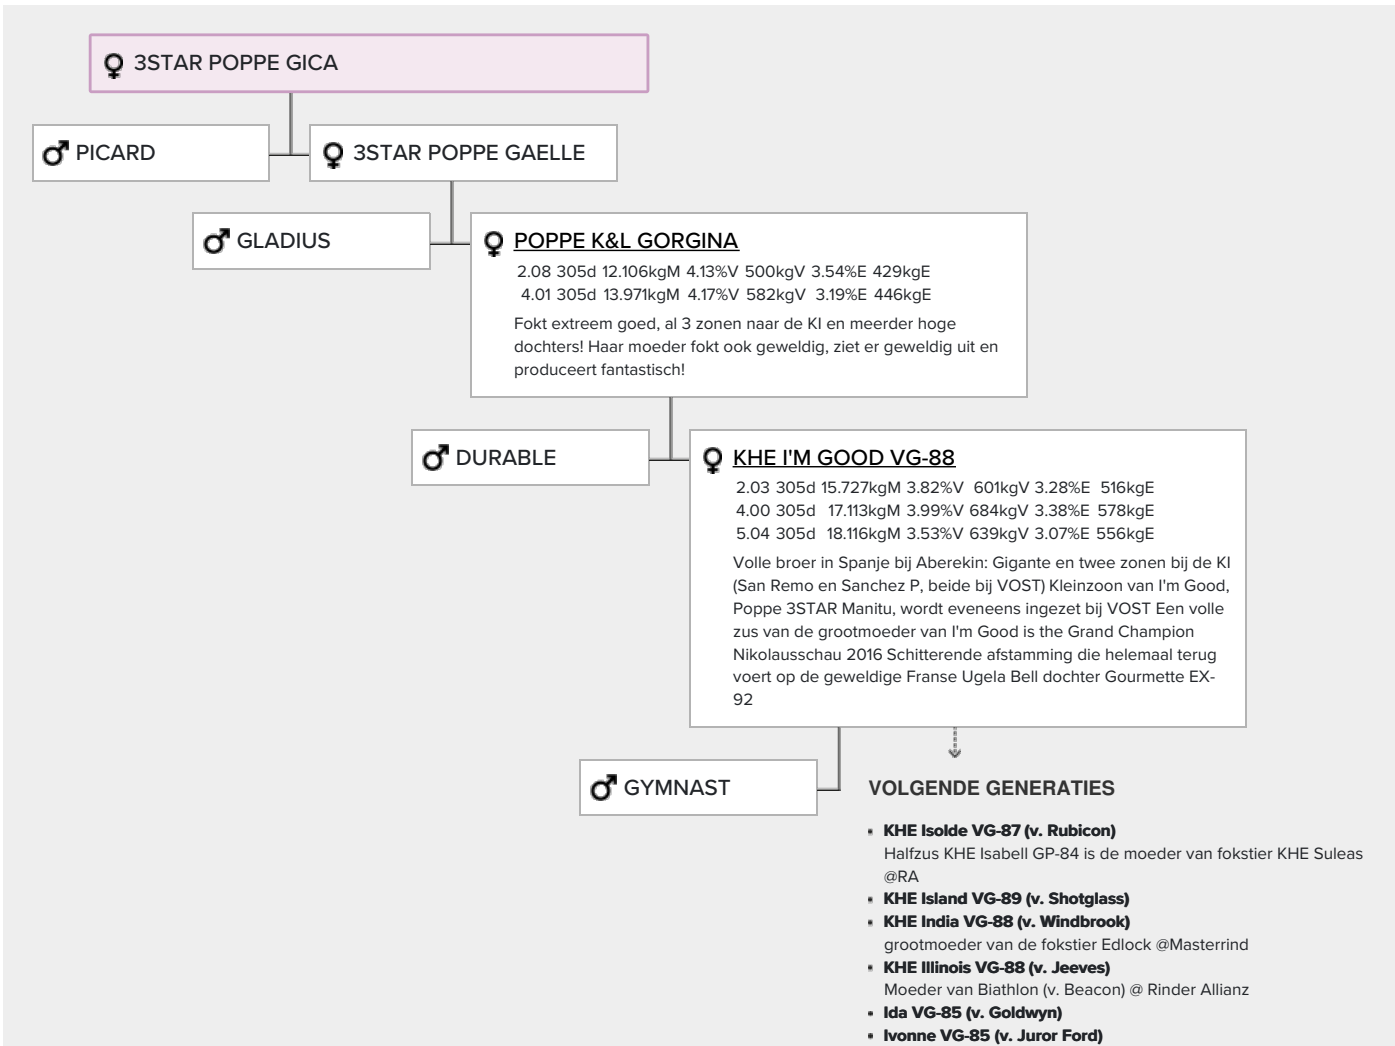 3STAR POPPE GICA
PICARD
3STAR POPPE GAELLE
GLADIUS
POPPE K&L GORGINA
2.08 305d 12.106kgM 4.13%V 500kgV 3.54%E 429kgE
4.01 305d 13.971kgM 4.17%V 582kgV 3.19%E 446kgE
Fokt extreem goed, al 3 zonen naar de KI en meerder hoge
dochters! Haar moeder fokt ook geweldig, ziet er geweldig uit en
produceert fantastisch!
DURABLE
KHE I'M GOOD VG-88
2.03 305d 15.727kgM 3.82%V 601kgV 3.28%E 516kgE
4.00 305d 17.113kgM 3.99%V 684kgV 3.38%E 578kgE
5.04 305d 18.116kgM 3.53%V 639kgV 3.07%E 556kgE
Volle broer in Spanje bij Aberekin: Gigante en twee zonen bij de KI
(San Remo en Sanchez P, beide bij VOST) Kleinzoon van I'm Good,
Poppe 3STAR Manitu, wordt eveneens ingezet bij VOST Een volle
zus van de grootmoeder van I'm Good is the Grand Champion
Nikolausschau 2016 Schitterende afstamming die helemaal terug
voert op de geweldige Franse Ugela Bell dochter Gourmette EX-
92
GYMNAST
VOLGENDE GENERATIES
KHE Isolde VG-87 (v. Rubicon)
Halfzus KHE Isabell GP-84 is de moeder van fokstier KHE Suleas
@RA
KHE Island VG-89 (v. Shotglass)
KHE India VG-88 (v. Windbrook)
grootmoeder van de fokstier Edlock @Masterrind
KHE Illinois VG-88 (v. Jeeves)
Moeder van Biathlon (v. Beacon) @ Rinder Allianz
Ida VG-85 (v. Goldwyn)
Ivonne VG-85 (v. Juror Ford)